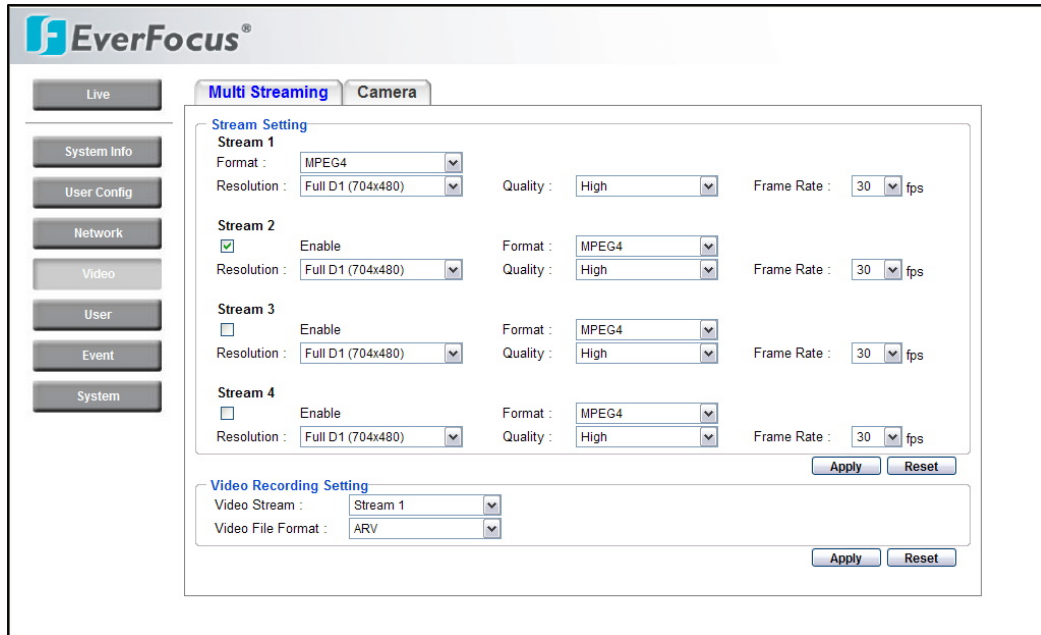 EverFocus®
Live
System Info
User Config
Network
Video
User
Event
System
Multi Streaming Camera
Stream Setting
Stream 1
Format : MPEG4
Resolution : Full D1 (704x480) Quality : High Frame Rate : 30 fps
Stream 2
Enable Format : MPEG4
Resolution : Full D1 (704x480) Quality : High Frame Rate : 30 fps
Stream 3
Enable Format : MPEG4
Resolution : Full D1 (704x480) Quality : High Frame Rate : 30 fps
Stream 4
Enable Format : MPEG4
Resolution : Full D1 (704x480) Quality : High Frame Rate : 30 fps
Apply Reset
Video Recording Setting
Video Stream : Stream 1
Video File Format : ARV
Apply Reset